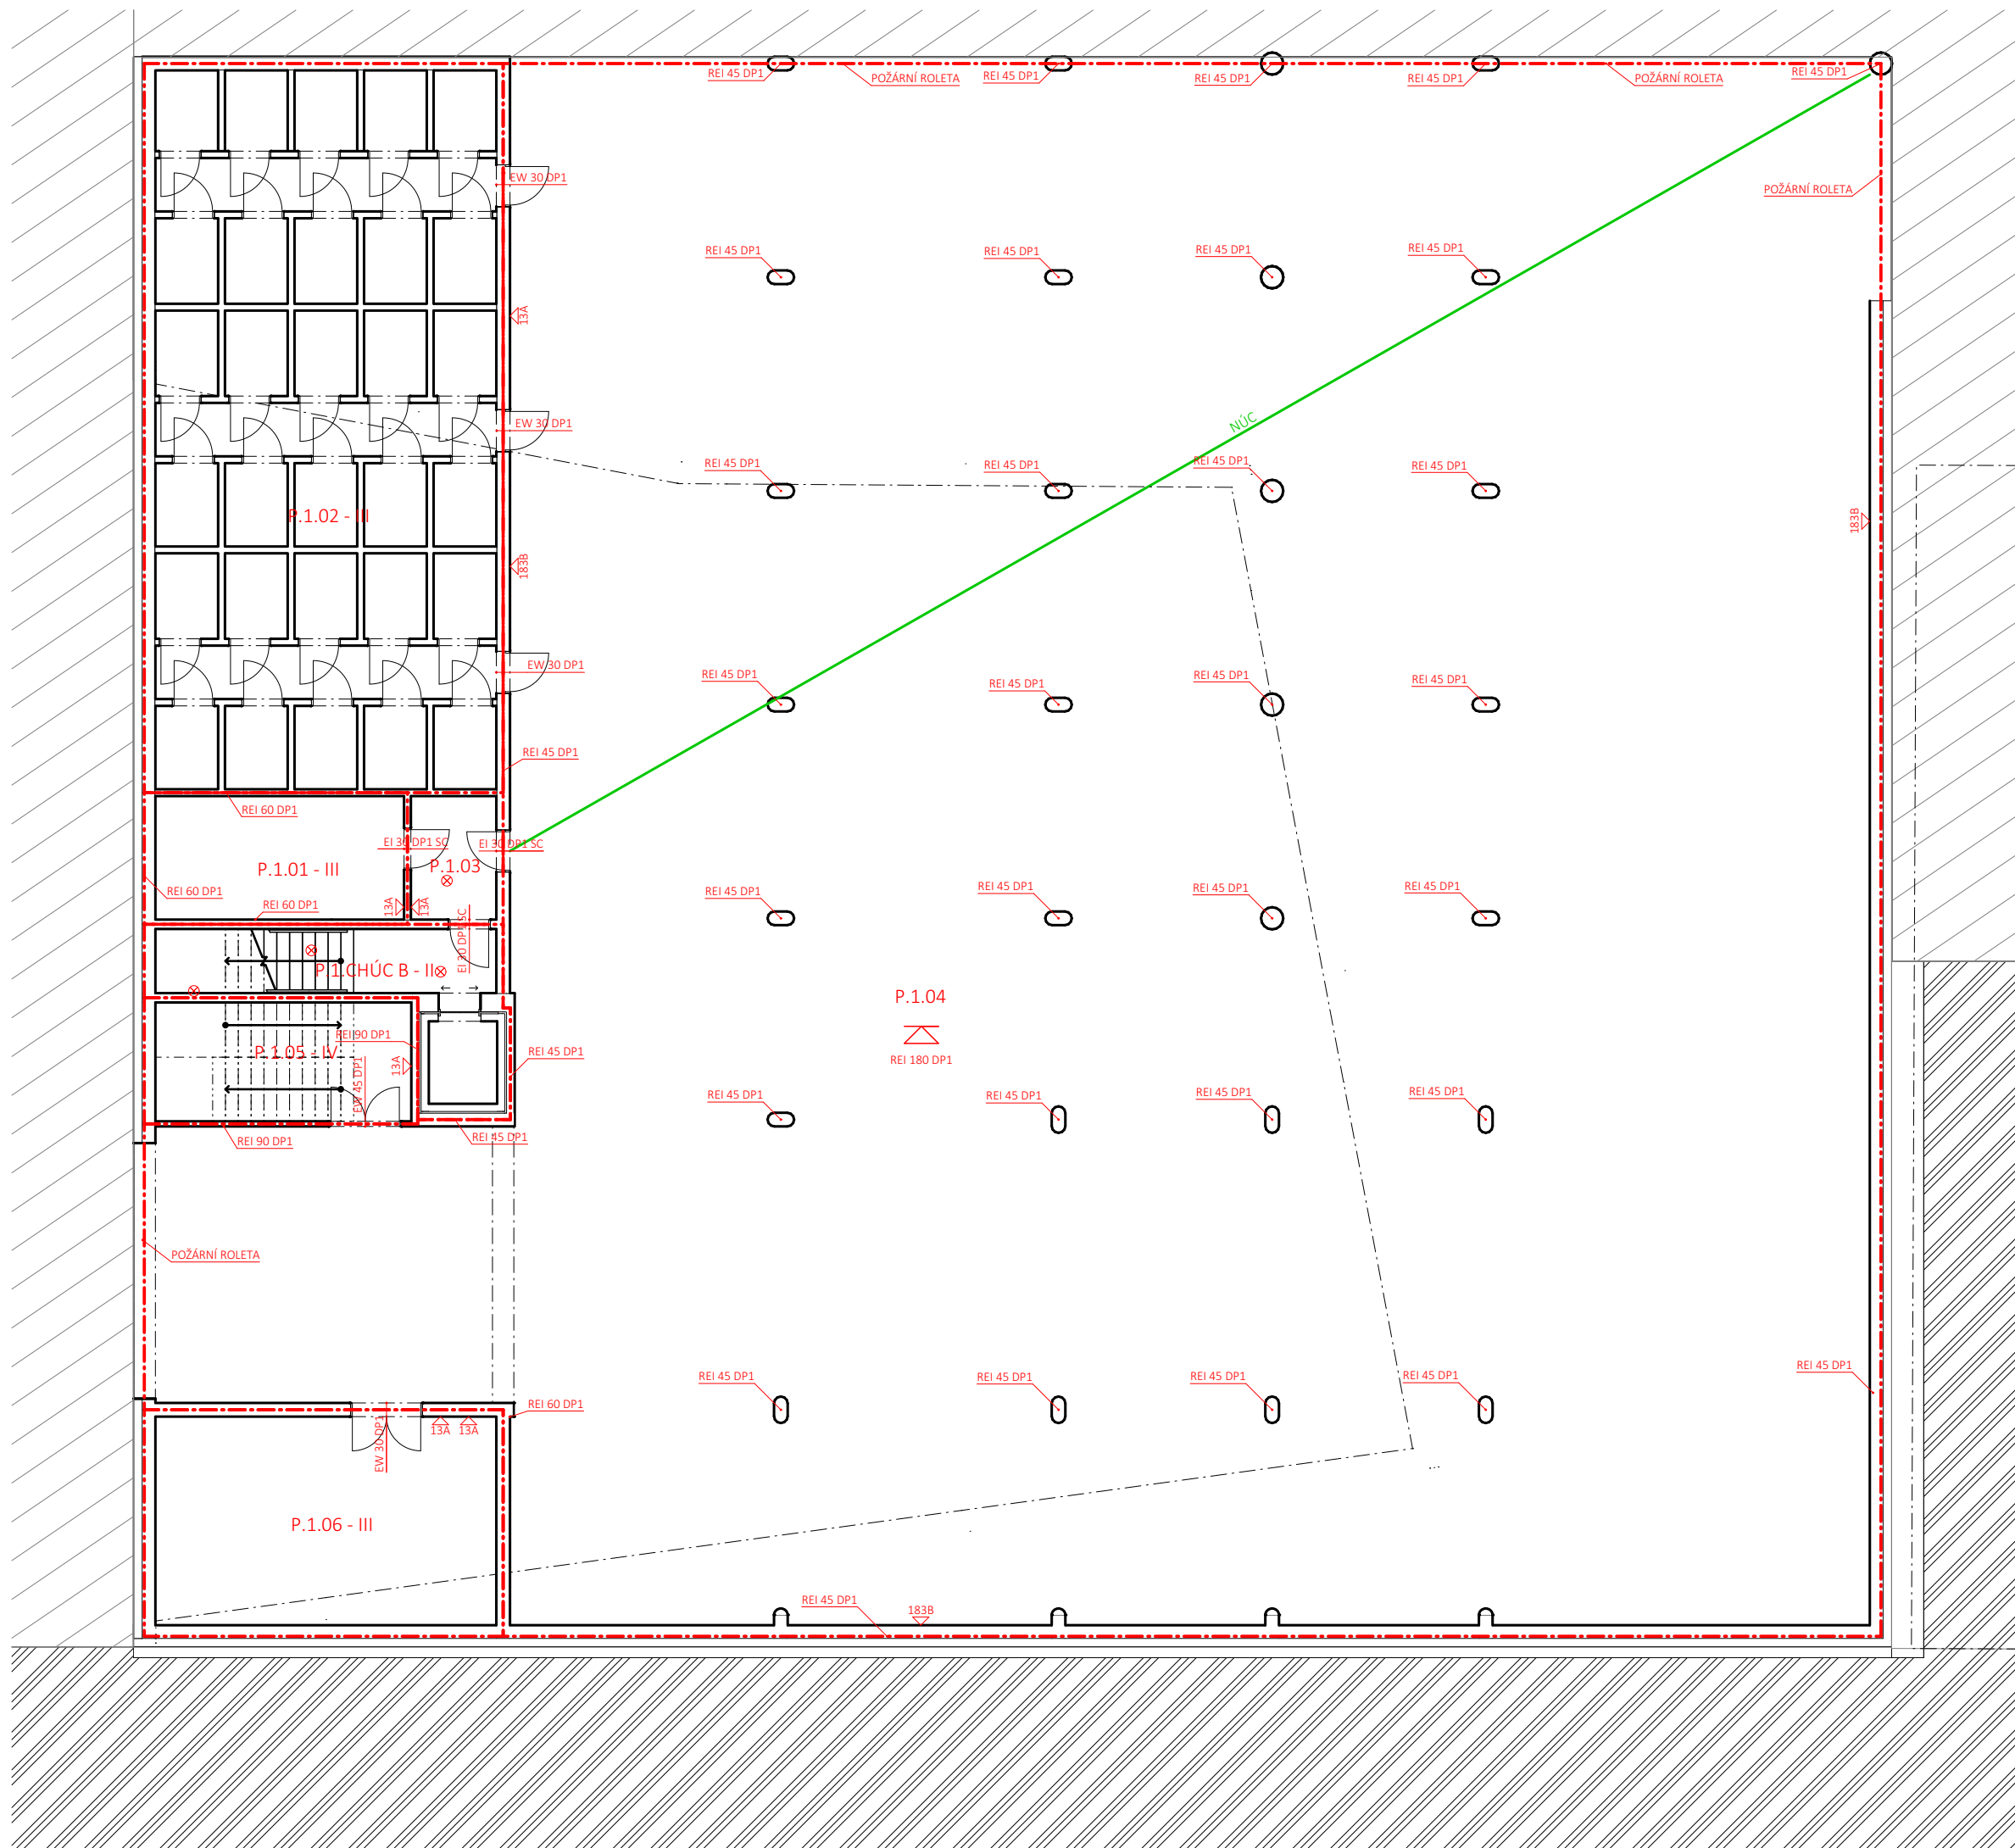 REI 45 DP1
POŽÁRNÍ ROLETA
REI 45 DP1
REI 45 DP1
REI 45 DP1
POŽÁRNÍ ROLETA
REI 45 DP1
EW 30 DP1
POŽÁRNÍ ROLETA
REI 45 DP1
REI 45 DP1
REI 45 DP1
REI 45 DP1
13A
NÚC
EW 30 DP1
REI 45 DP1
REI 45 DP1
REI 45 DP1
REI 45 DP1
P.1.02 - III
183B
183B
EW 30 DP1
REI 45 DP1
REI 45 DP1
REI 45 DP1
REI 45 DP1
REI 45 DP1
REI 60 DP1
EI 30 DP1 SC
EI 30 DP1 SC
P.1.01 - III
P.1.03
REI 60 DP1
REI 60 DP1
13A
13A
REI 45 DP1
REI 45 DP1
REI 45 DP1
REI 45 DP1
EI 30 DP1 SC
P.1.CHÚC B - II
P.1.04
REI 180 DP1
REI 90 DP1
P.1.05 - IV
13A
EW 45 DP1
REI 45 DP1
REI 45 DP1
REI 45 DP1
REI 45 DP1
REI 45 DP1
REI 90 DP1
REI 45 DP1
POŽÁRNÍ ROLETA
REI 45 DP1
REI 45 DP1
REI 45 DP1
REI 45 DP1
REI 45 DP1
REI 60 DP1
EW 30 DP1
13A
13A
P.1.06 - III
REI 45 DP1
183B